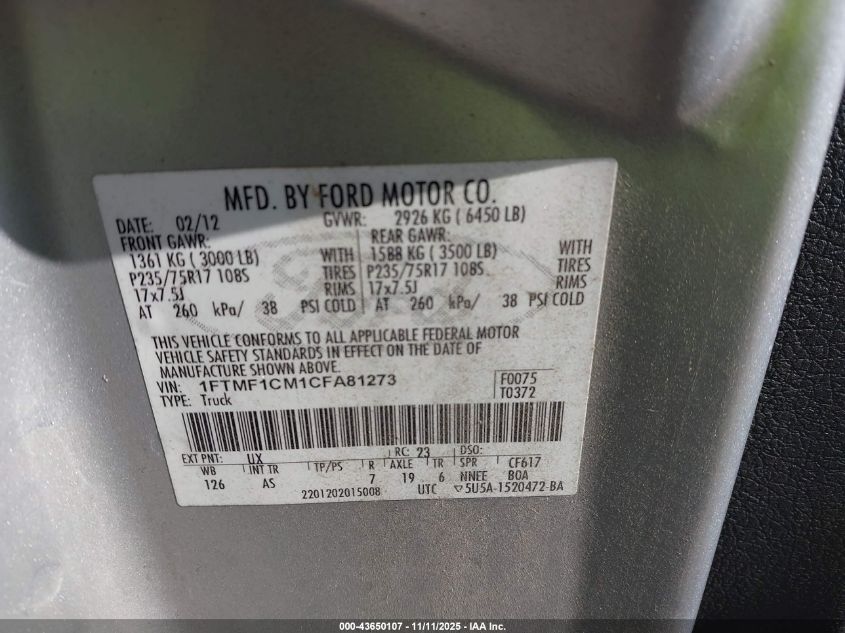 MFD. BY FORD MOTOR CO.
DATE: 02/12 GVWR: 2926 KG ( 6450 LB)
FRONT GAWR: REAR GAWR:
1361 KG ( 3000 LB) WITH 1588 KG ( 3500 LB) WITH
P235/75R17 108S TIRES P235/75R17 108S TIRES
17x7.5J RIMS 17x7.5J RIMS
AT 260 kPa/ 38 PSI COLD AT 260 kPa/ 38 PSI COLD
THIS VEHICLE CONFORMS TO ALL APPLICABLE FEDERAL MOTOR
VEHICLE SAFETY STANDARDS IN EFFECT ON THE DATE OF
MANUFACTURE SHOWN ABOVE.
VIN: 1FTMF1CM1CFA81273 F0075
TYPE: Truck T0372
EXT PNT: UX RC: 23 DSO:
WB INT TR TP/PS R AXLE TR SPR CF617
126 AS 7 19 6 NNEE BOA
2201202015008 UTC ▽5U5A-1520472-BA
000-43650107 - 11/11/2025 - IAA Inc.